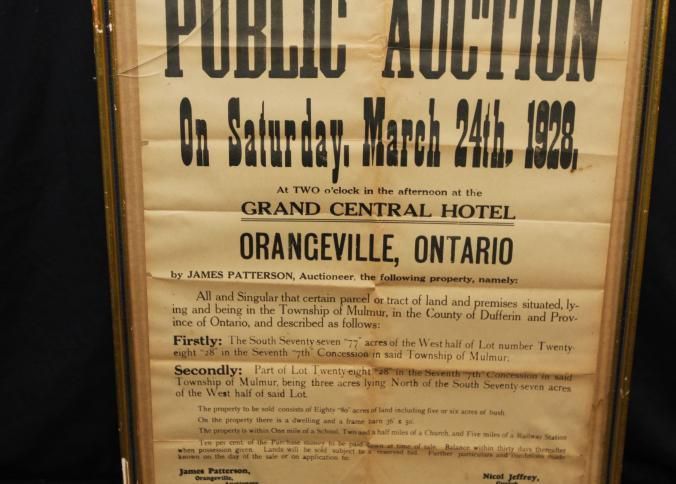 PUBLIC AUCTION
On Saturday, March 24th, 1928,
At TWO o'clock in the afternoon at the
GRAND CENTRAL HOTEL
ORANGEVILLE, ONTARIO
by JAMES PATTERSON, Auctioneer, the following property, namely:
All and Singular that certain parcel or tract of land and premises situated, ly-
ing and being in the Township of Mulmur, in the County of Dufferin and Prov-
ince of Ontario, and described as follows:
Firstly: The South Seventy-seven "77" acres of the West half of Lot number Twenty-
eight "28" in the Seventh "7th" Concession in said Township of Mulmur;
Secondly: Part of Lot Twenty-eight "28" in the Seventh "7th" Concession in said
Township of Mulmur, being three acres lying North of the South Seventy-seven acres
of the West half of said Lot.
The property to be sold consists of Eighty "80" acres of land including five or six acres of bush
On the property there is a dwelling and a frame barn 36 x 50.
The property is within One mile of a School, Two and a half miles of a Church, and Five miles of a Railway Station
Ten per cent of the Purchase money to be paid down at time of sale. Balance within thirty days thereafter
when possession given. Lands will be sold subject to a reserved bid. Further particulars and conditions made
known on the day of the sale or on application to:
James Patterson,
Orangeville,
Nicol Jeffrey,